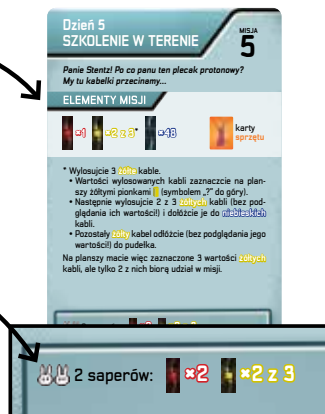 Dzień 5
SZKOLENIE W TERENIE
MISJA
5
Panie Stentz! Po co panu ten plecak protonowy?
My tu kabelki przecinamy...
ELEMENTY MISJI
×1
×2 z 3*
×48
karty
sprzętu
* Wylosujcie 3 żółte kable.
• Wartości wylosowanych kabli zaznaczcie na plan-
szy żółtymi pionkami (symbolem „?” do góry).
• Następnie wylosujcie 2 z 3 żółtych kabli (bez pod-
glądania ich wartości!) i dołóżcie je do niebieskich
kabli.
• Pozostały żółty kabel odłóżcie (bez podglądania jego
wartości!) do pudełka.
Na planszy macie więc zaznaczone 3 wartości żółtych
kabli, ale tylko 2 z nich biorą udział w misji.
2 saperów: ×2 ×2 z 3